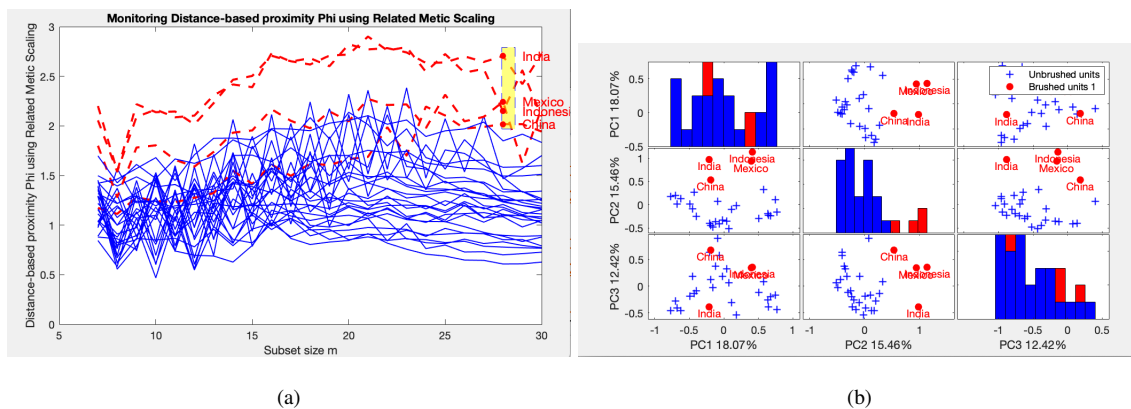 Monitoring Distance-based proximity Phi using Related Metic Scaling
Distance-based proximity Phi using Related Metic Scaling
3
2.5
2
1.5
1
0.5
0
5
10
15
20
25
30
Subset size m
India
Mexico
Indones
China
(a)
PC1 18.07%
0.5
0
-0.5
Mexico
Indonesia
China
India
China
+ Unbrushed units
Brushed units 1
PC2 15.46%
1
0.5
0
-0.5
India
China
Indonesia
Mexico
Indonesia
Mexico
China
PC3 12.42%
0.5
0
-0.5
China
Indonesia
Mexico
India
China
Indonesia
Mexico
India
-1 -0.5 0 0.5 1
0 1
-1 -0.5 0 0.5
PC1 18.07%
PC2 15.46%
PC3 12.42%
(b)